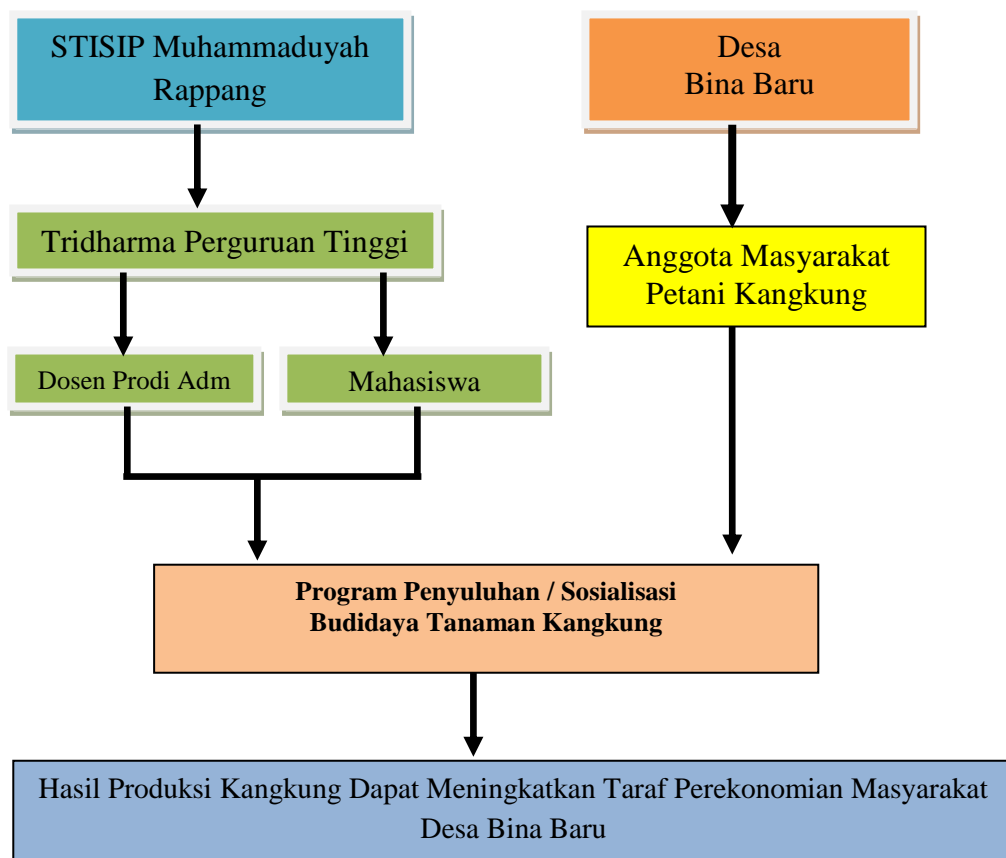 STISIP Muhammaduyah
Rappang
Desa
Bina Baru
Tridharma Perguruan Tinggi
Anggota Masyarakat
Petani Kangkung
Dosen Prodi Adm
Mahasiswa
Program Penyuluhan / Sosialisasi
Budidaya Tanaman Kangkung
Hasil Produksi Kangkung Dapat Meningkatkan Taraf Perekonomian Masyarakat
Desa Bina Baru